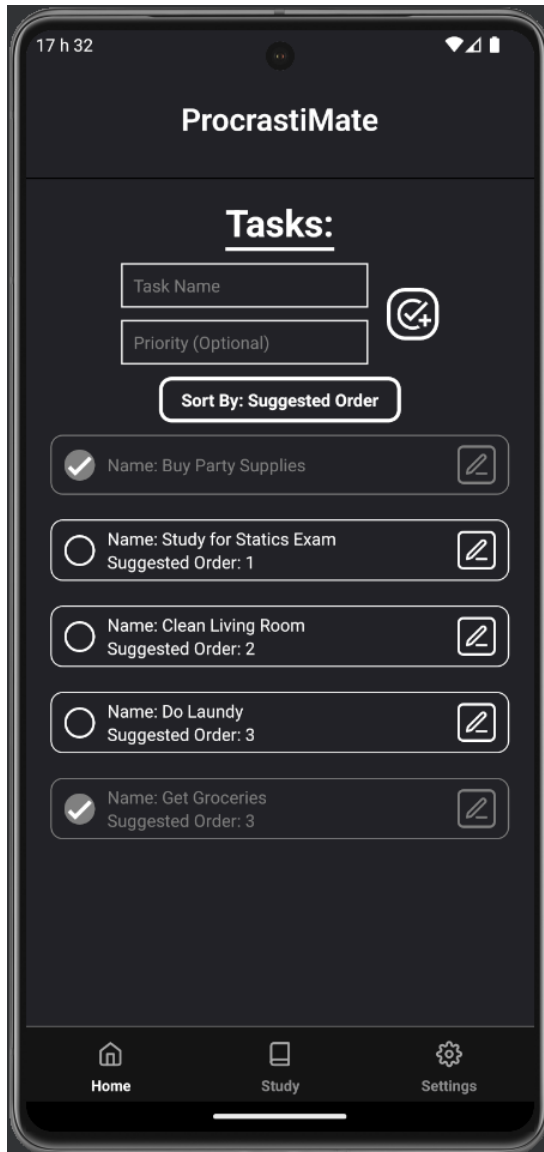 17 h 32
ProcrastiMate
Tasks:
Task Name
Priority (Optional)
Sort By: Suggested Order
Name: Buy Party Supplies
Name: Study for Statics Exam
Suggested Order: 1
Name: Clean Living Room
Suggested Order: 2
Name: Do Laundy
Suggested Order: 3
Name: Get Groceries
Suggested Order: 3
Home
Study
Settings